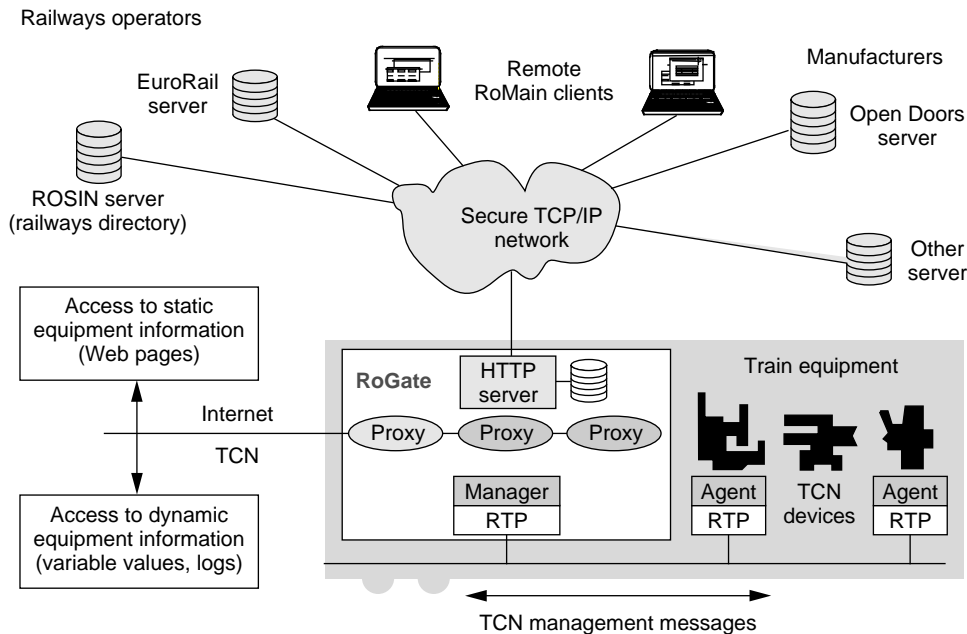 Railways operators
EuroRail
server
Remote
RoMain clients
Manufacturers
Open Doors
server
ROSIN server
(railways directory)
Secure TCP/IP
network
Other
server
Access to static
equipment information
(Web pages)
RoGate
HTTP
server
Train equipment
Internet
Proxy
Proxy
Proxy
TCN
Manager
RTP
Agent
RTP
TCN
devices
Agent
RTP
Access to dynamic
equipment information
(variable values, logs)
TCN management messages